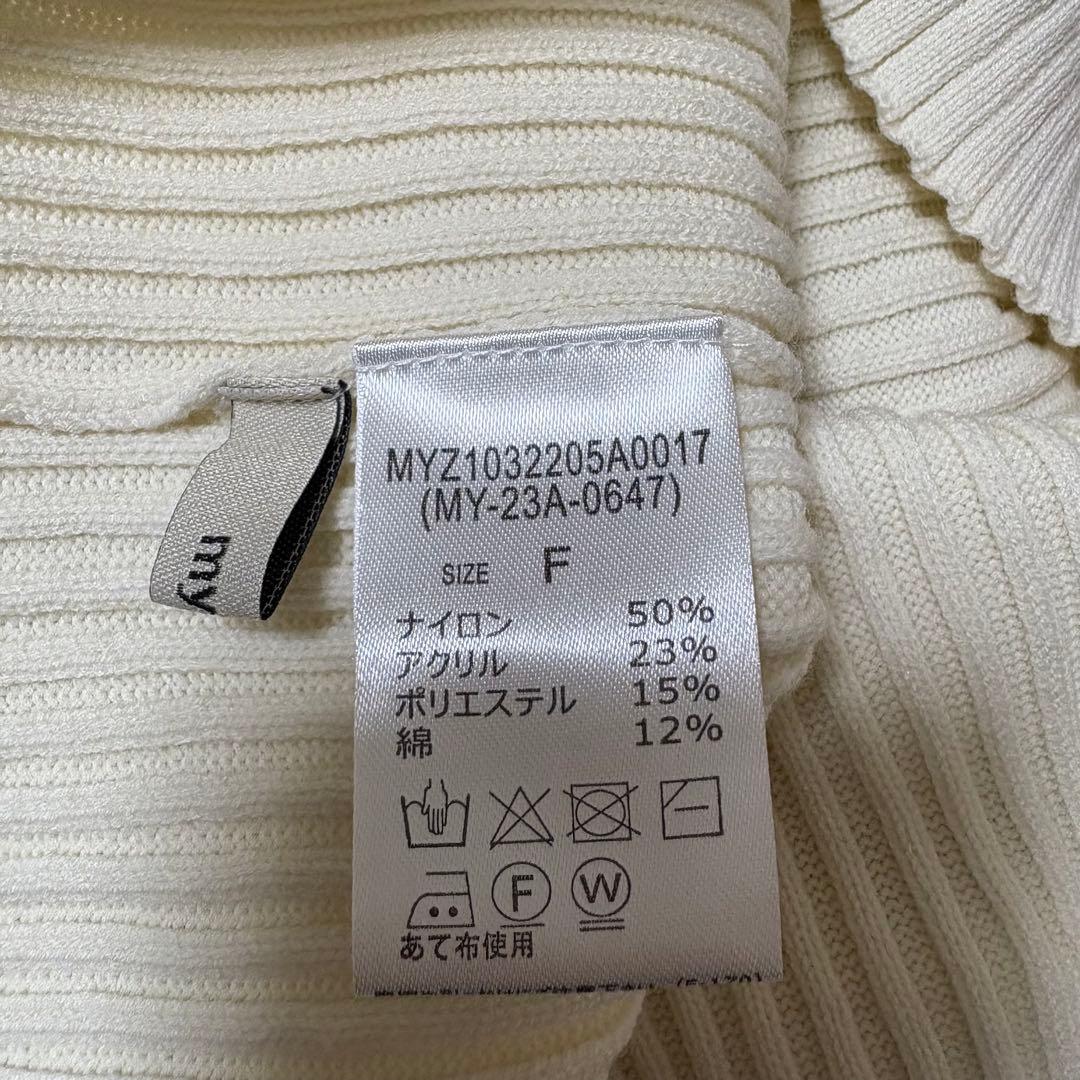 MYZ1032205A0017
(MY-23A-0647)
SIZE F
ナイロン 50%
アクリル 23%
ポリエステル 15%
綿 12%
F W
あて布使用
my